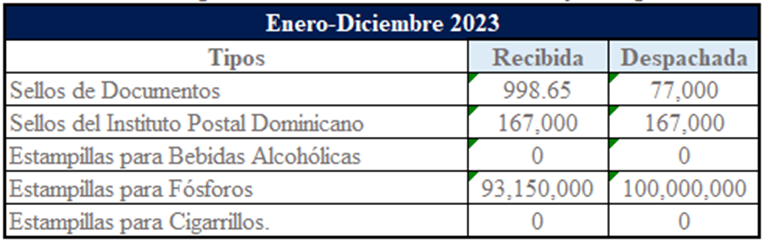 Enero-Diciembre 2023
Tipos Recibida Despachada
Sellos de Documentos 998.65 77,000
Sellos del Instituto Postal Dominicano 167,000 167,000
Estampillas para Bebidas Alcohólicas 0 0
Estampillas para Fósforos 93,150,000 100,000,000
Estampillas para Cigarrillos. 0 0